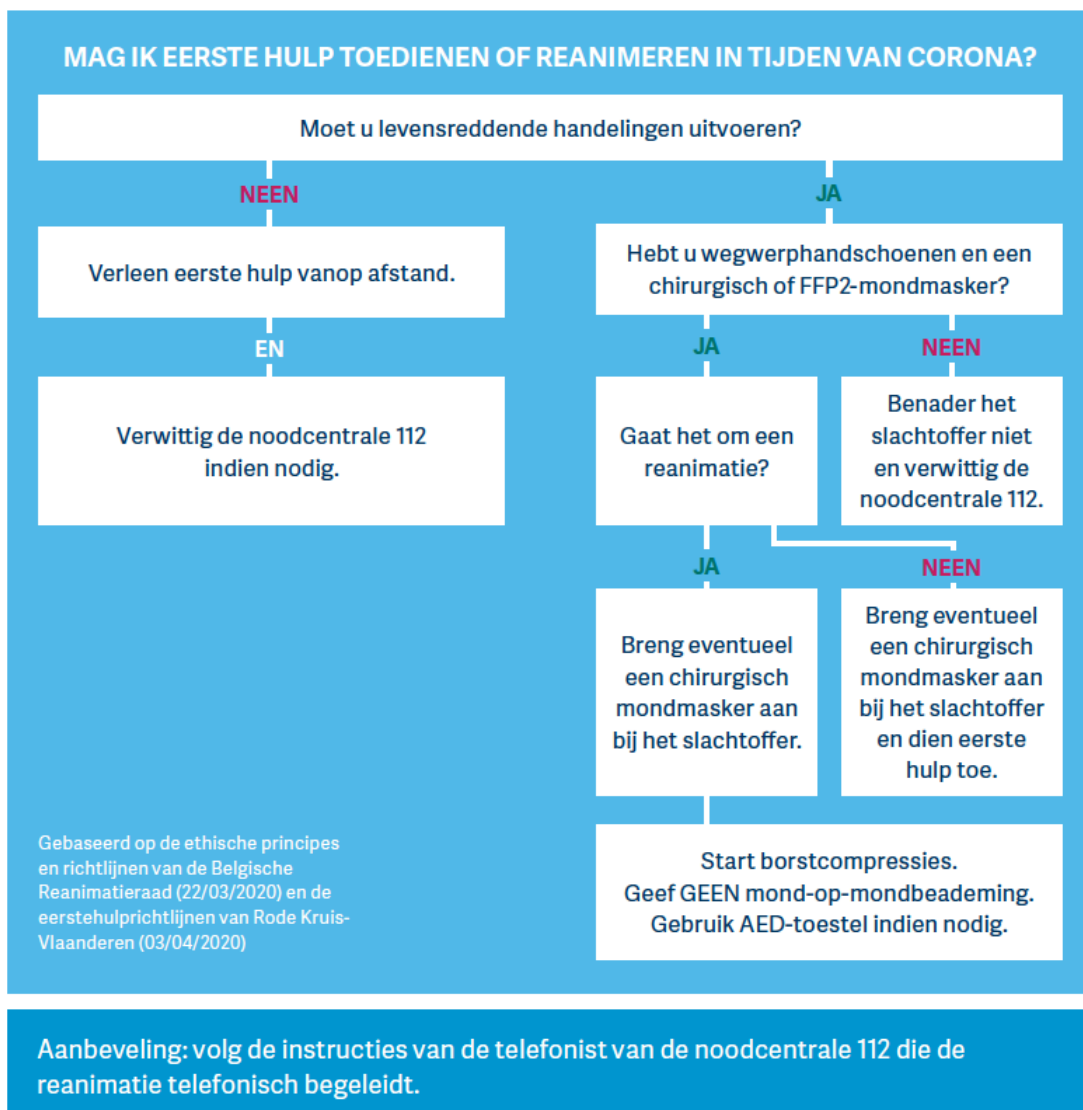 MAG IK EERSTE HULP TOEDIENEN OF REANIMEREN IN TIJDEN VAN CORONA?
Moet u levensreddende handelingen uitvoeren?
NEEN
Verleen eerste hulp vanop afstand.
EN
Verwittig de noodcentrale 112
indien nodig.
JA
Hebt u wegwerphandschoenen en een
chirurgisch of FFP2-mondmasker?
JA
Gaat het om een
reanimatie?
NEEN
Benader het
slachtoffer niet
en verwittig de
noodcentrale 112.
JA
Breng eventueel
een chirurgisch
mondmasker aan
bij het slachtoffer.
NEEN
Breng eventueel
een chirurgisch
mondmasker aan
bij het slachtoffer
en dien eerste
hulp toe.
Start borstcompressies.
Geef GEEN mond-op-mondbeademing.
Gebruik AED-toestel indien nodig.
Gebaseerd op de ethische principes
en richtlijnen van de Belgische
Reanimatieraad (22/03/2020) en de
eerstehulprichtlijnen van Rode Kruis-
Vlaanderen (03/04/2020)
Aanbeveling: volg de instructies van de telefonist van de noodcentrale 112 die de
reanimatie telefonisch begeleidt.